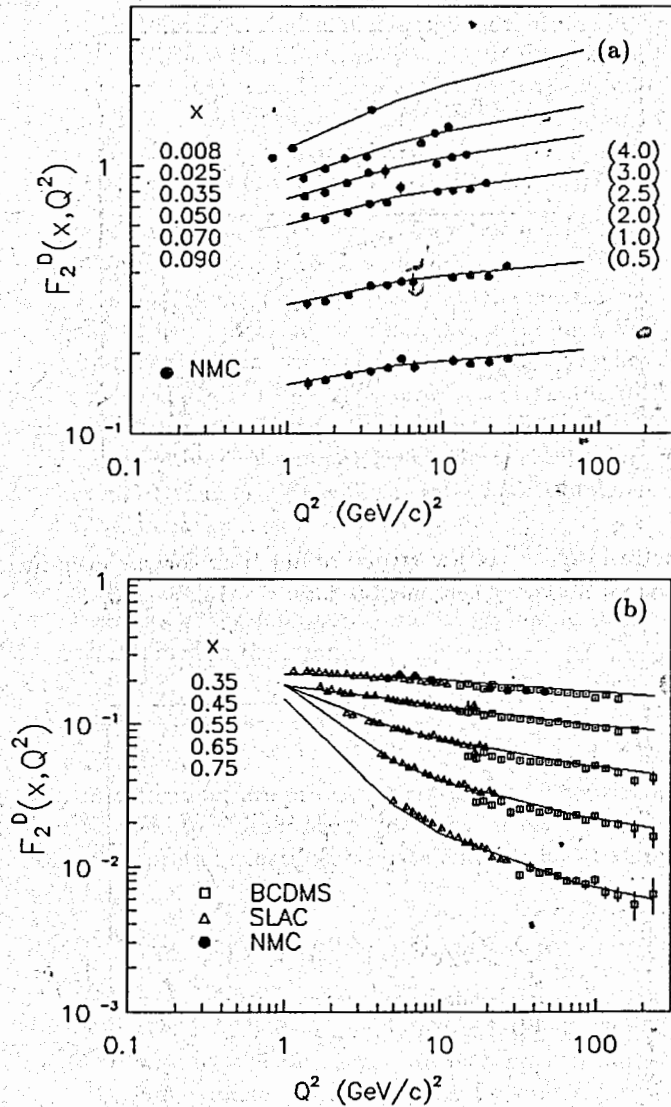 (a)
x
0.008
0.025
0.035
0.050
0.070
0.090
(4.0)
(3.0)
(2.5)
(2.0)
(1.0)
(0.5)
NMC
F₂ᴰ(x,Q²)
1
10⁻¹
0.1 1 10 100
Q² (GeV/c)²
(b)
x
0.35
0.45
0.55
0.65
0.75
BCDMS
SLAC
NMC
F₂ᴰ(x,Q²)
1
10⁻¹
10⁻²
10⁻³
0.1 1 10 100
Q² (GeV/c)²